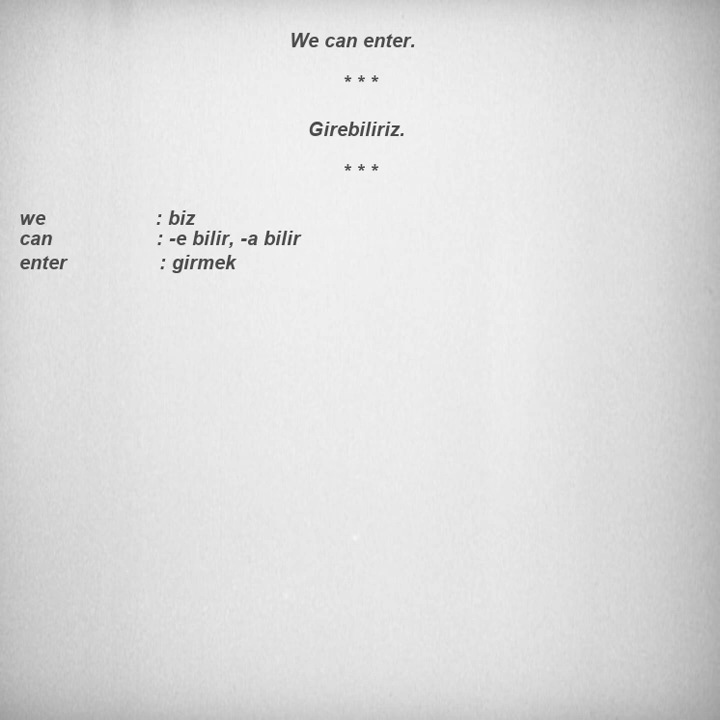 We can enter.
* * *
Girebiliriz.
* * *
we : biz
can : -e bilir, -a bilir
enter : girmek